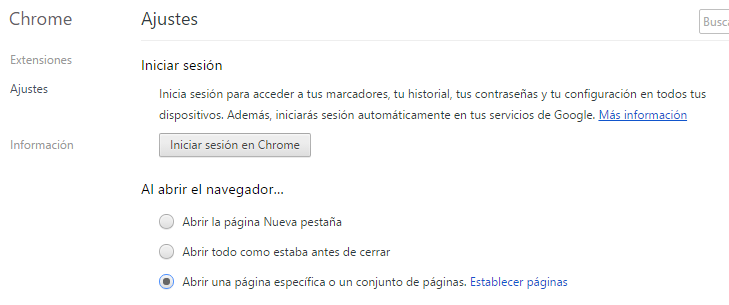 Chrome
Ajustes
Busca
Extensiones
Ajustes
Información
Iniciar sesión
Inicia sesión para acceder a tus marcadores, tu historial, tus contraseñas y tu configuración en todos tus
dispositivos. Además, iniciarás sesión automáticamente en tus servicios de Google. Más información
Iniciar sesión en Chrome
Al abrir el navegador...
Abrir la página Nueva pestaña
Abrir todo como estaba antes de cerrar
Abrir una página específica o un conjunto de páginas. Establecer páginas